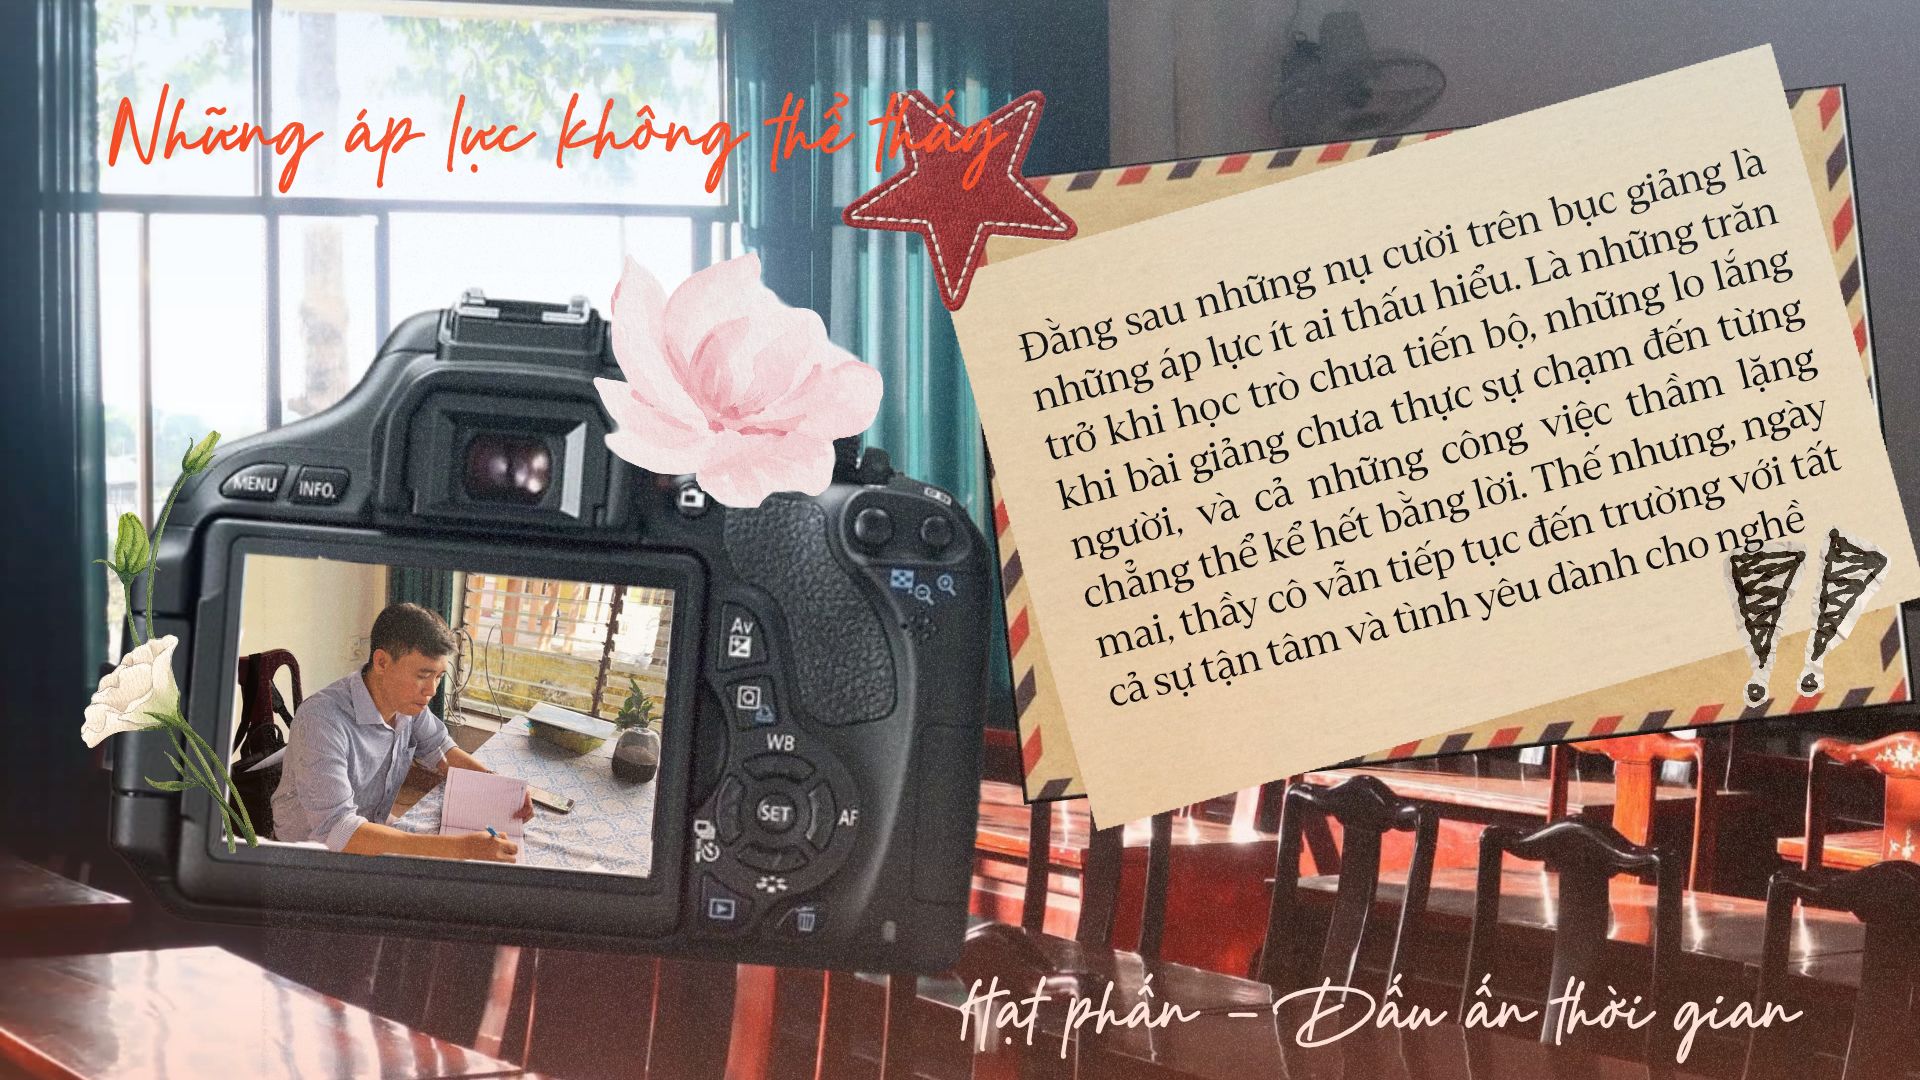 Những áp lực không thể thấy
Đằng sau những nụ cười trên bục giảng là
những áp lực ít ai thấu hiểu. Là những trăn
trở khi học trò chưa tiến bộ, những lo lắng
khi bài giảng chưa thực sự chạm đến từng
người, và cả những công việc thầm lặng
chẳng thể kể hết bằng lời. Thế nhưng, ngày
mai, thầy cô vẫn tiếp tục đến trường với tất
cả sự tận tâm và tình yêu dành cho nghề
MENU INFO.
Av
WB
SET AF
Hạt phấn – Dấu ấn thời gian